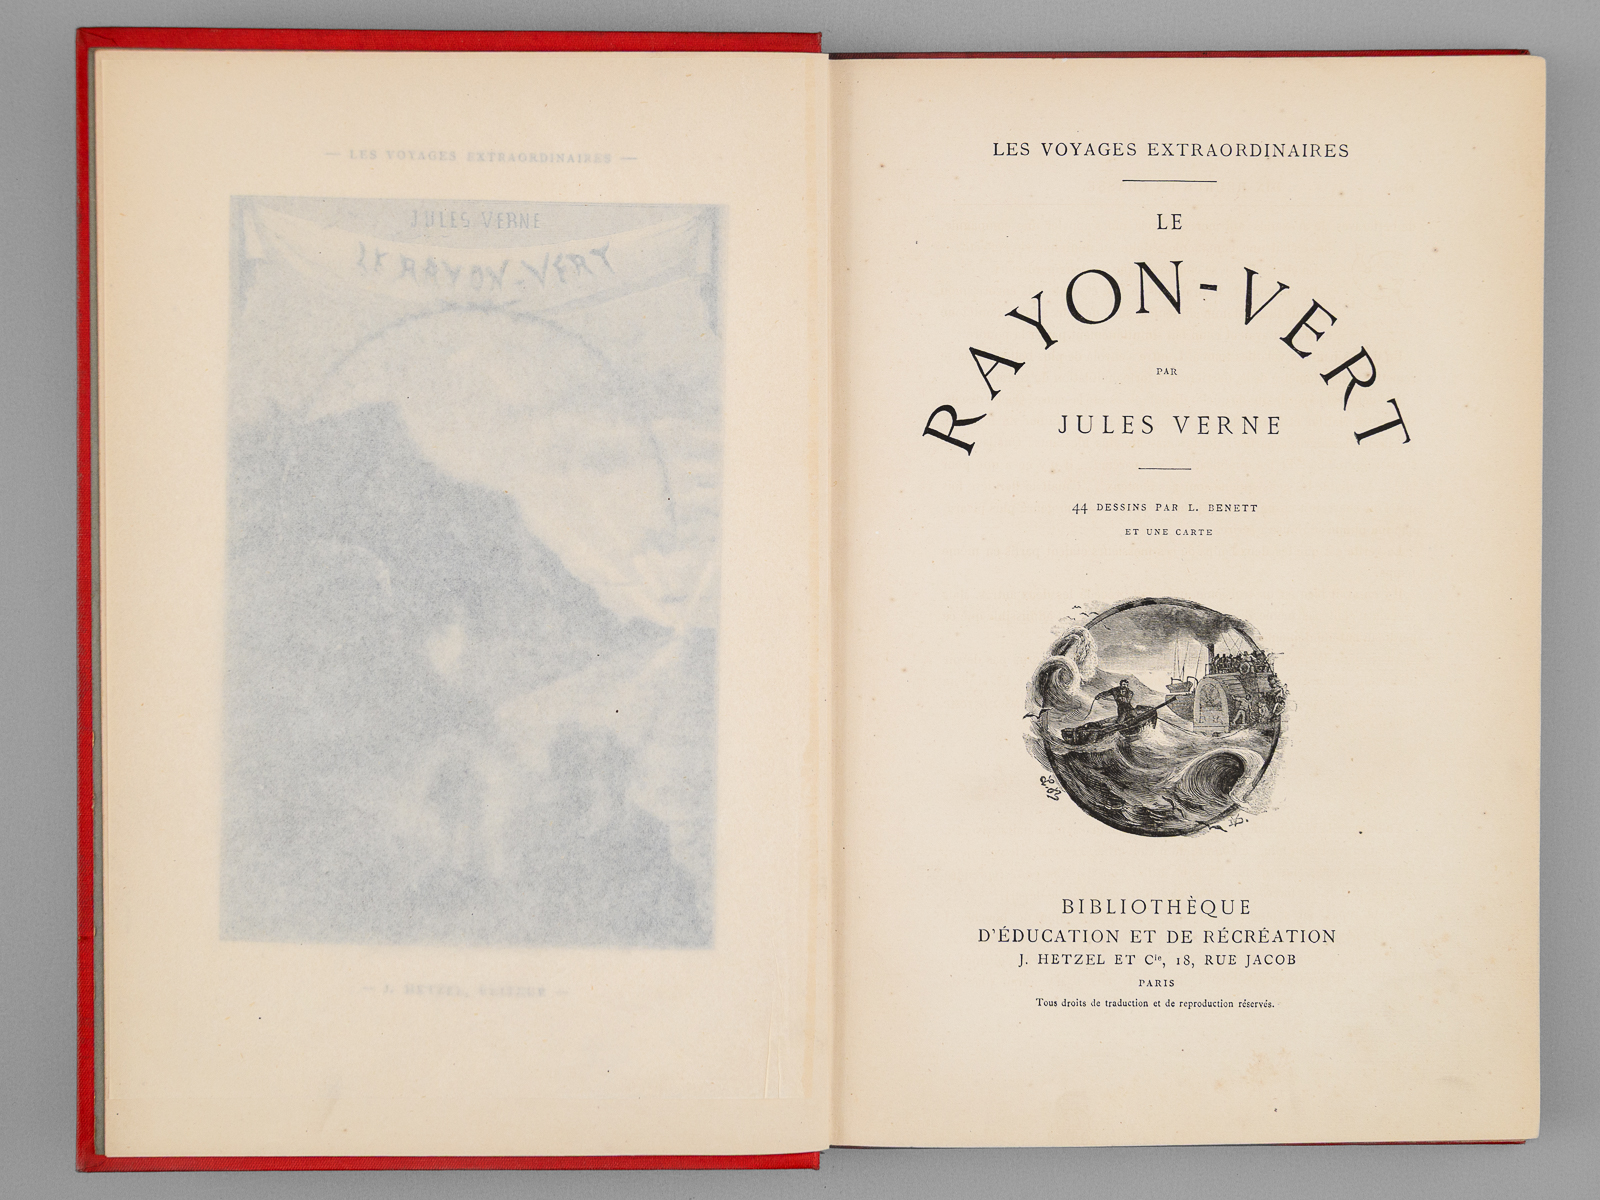 — LES VOYAGES EXTRAORDINAIRES —
JULES VERNE
LE RAYON-VERT
— J. HETZEL, EDITEUR —
LES VOYAGES EXTRAORDINAIRES
LE
RAYON-VERT
PAR
JULES VERNE
44 DESSINS PAR L. BENETT
ET UNE CARTE
BIBLIOTHÈQUE
D'ÉDUCATION ET DE RÉCRÉATION
J. HETZEL ET Cie, 18, RUE JACOB
PARIS
Tous droits de traduction et de reproduction réservés.